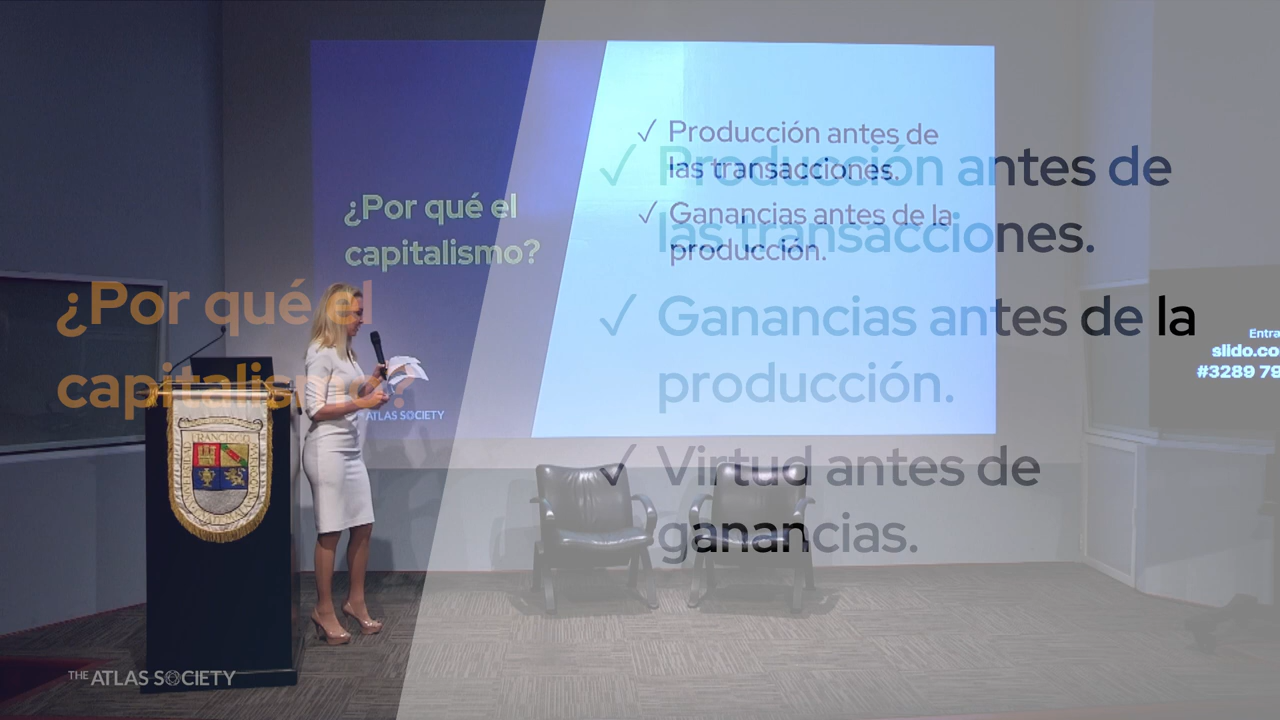 ¿Por qué el
capitalismo?
✓ Producción antes de
las transacciones.
✓ Ganancias antes de la
producción.
ATLAS SOCIETY
¿Por qué el
capitalismo?
✓ Producción antes de
las transacciones.
✓ Ganancias antes de la
producción.
✓ Virtud antes de
ganancias.
Entra
slido.co
#3289 79
FRANCISCO
THE ATLAS SOCIETY